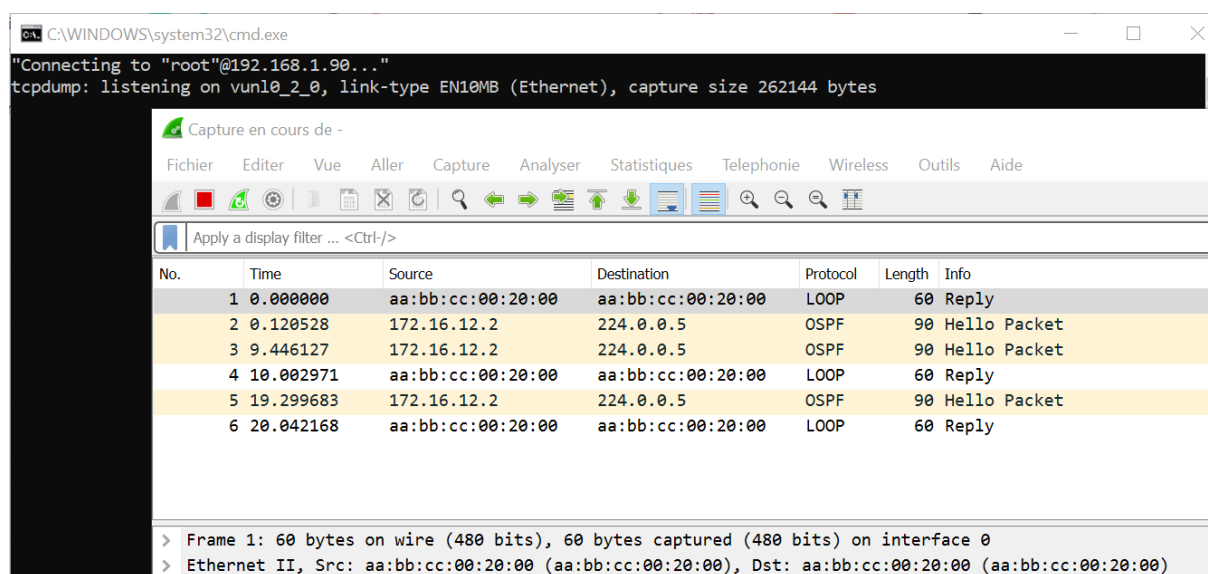 C:\WINDOWS\system32\cmd.exe
"Connecting to "root"@192.168.1.90..."
tcpdump: listening on vunl0_2_0, link-type EN10MB (Ethernet), capture size 262144 bytes
Capture en cours de -
Fichier Editer Vue Aller Capture Analyser Statistiques Telephonie Wireless Outils Aide
Apply a display filter ... <Ctrl-/>
No. Time Source Destination Protocol Length Info
1 0.000000 aa:bb:cc:00:20:00 aa:bb:cc:00:20:00 LOOP 60 Reply
2 0.120528 172.16.12.2 224.0.0.5 OSPF 90 Hello Packet
3 9.446127 172.16.12.2 224.0.0.5 OSPF 90 Hello Packet
4 10.002971 aa:bb:cc:00:20:00 aa:bb:cc:00:20:00 LOOP 60 Reply
5 19.299683 172.16.12.2 224.0.0.5 OSPF 90 Hello Packet
6 20.042168 aa:bb:cc:00:20:00 aa:bb:cc:00:20:00 LOOP 60 Reply
> Frame 1: 60 bytes on wire (480 bits), 60 bytes captured (480 bits) on interface 0
> Ethernet II, Src: aa:bb:cc:00:20:00 (aa:bb:cc:00:20:00), Dst: aa:bb:cc:00:20:00 (aa:bb:cc:00:20:00)